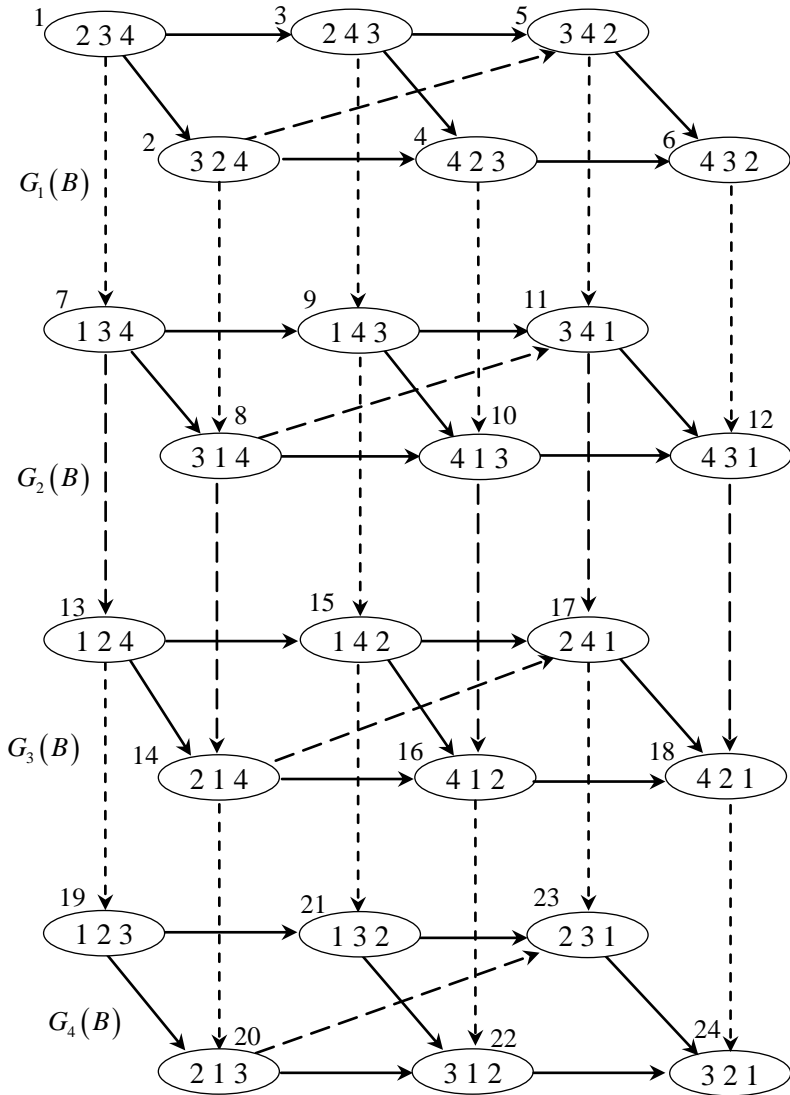 1 3 5
2 3 4 2 4 3 3 4 2
2 4 6
3 2 4 4 2 3 4 3 2
G₁(B)
7 9 11
1 3 4 1 4 3 3 4 1
8 10 12
3 1 4 4 1 3 4 3 1
G₂(B)
13 15 17
1 2 4 1 4 2 2 4 1
14 16 18
2 1 4 4 1 2 4 2 1
G₃(B)
19 21 23
1 2 3 1 3 2 2 3 1
G₄(B)
20 22 24
2 1 3 3 1 2 3 2 1